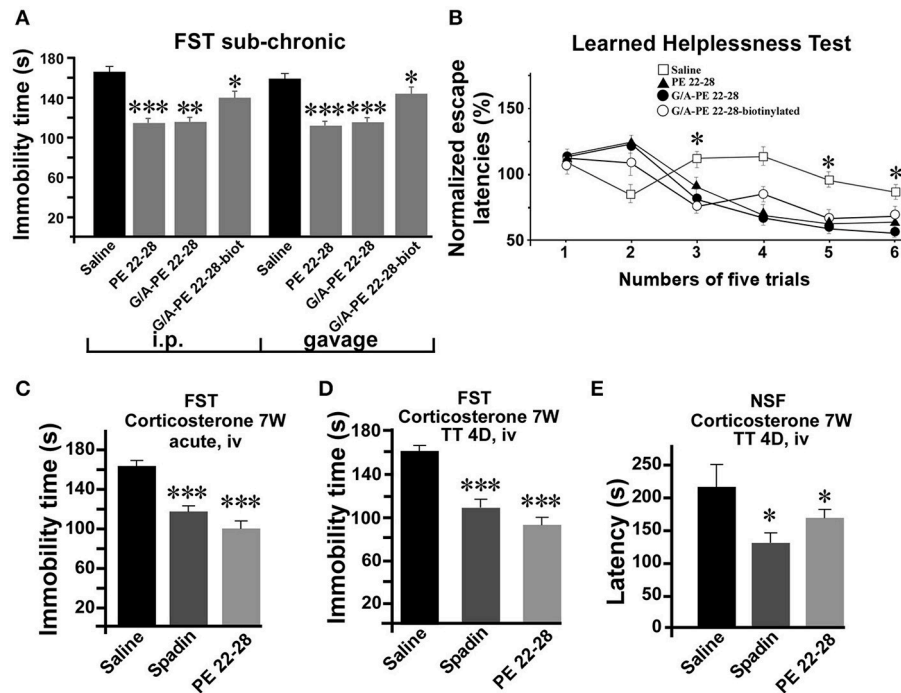 A
FST sub-chronic
Immobility time (s)
180
140
100
60
20
***
**
*
***
***
*
Saline
PE 22-28
G/A-PE 22-28
G/A-PE 22-28-biot
Saline
PE 22-28
G/A-PE 22-28
G/A-PE 22-28-biot
i.p.
gavage
B
Learned Helplessness Test
Saline
PE 22-28
G/A-PE 22-28
G/A-PE 22-28-biotinylated
Normalized escape
latencies (%)
150
100
50
*
*
*
1 2 3 4 5 6
Numbers of five trials
C
FST
Corticosterone 7W
acute, iv
Immobility time (s)
180
140
100
60
20
***
***
Saline
Spadin
PE 22-28
D
FST
Corticosterone 7W
TT 4D, iv
Immobility time (s)
180
140
100
60
20
***
***
Saline
Spadin
PE 22-28
E
NSF
Corticosterone 7W
TT 4D, iv
Latency (s)
250
200
150
100
50
0
*
*
Saline
Spadin
PE 22-28